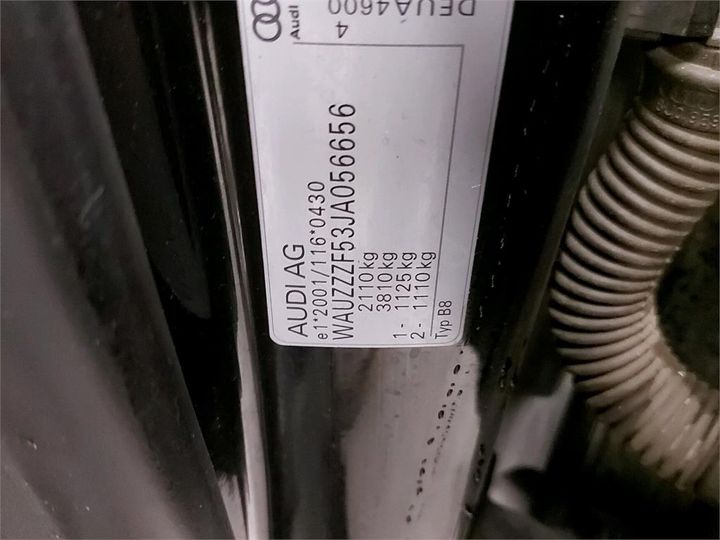 AUDI AG
e1*2001/116*0430
WAUZZZF53JA056656
2110 kg
3810 kg
1- 1125 kg
2- 1110 kg
Typ B8
Audi
4
DEUA4600